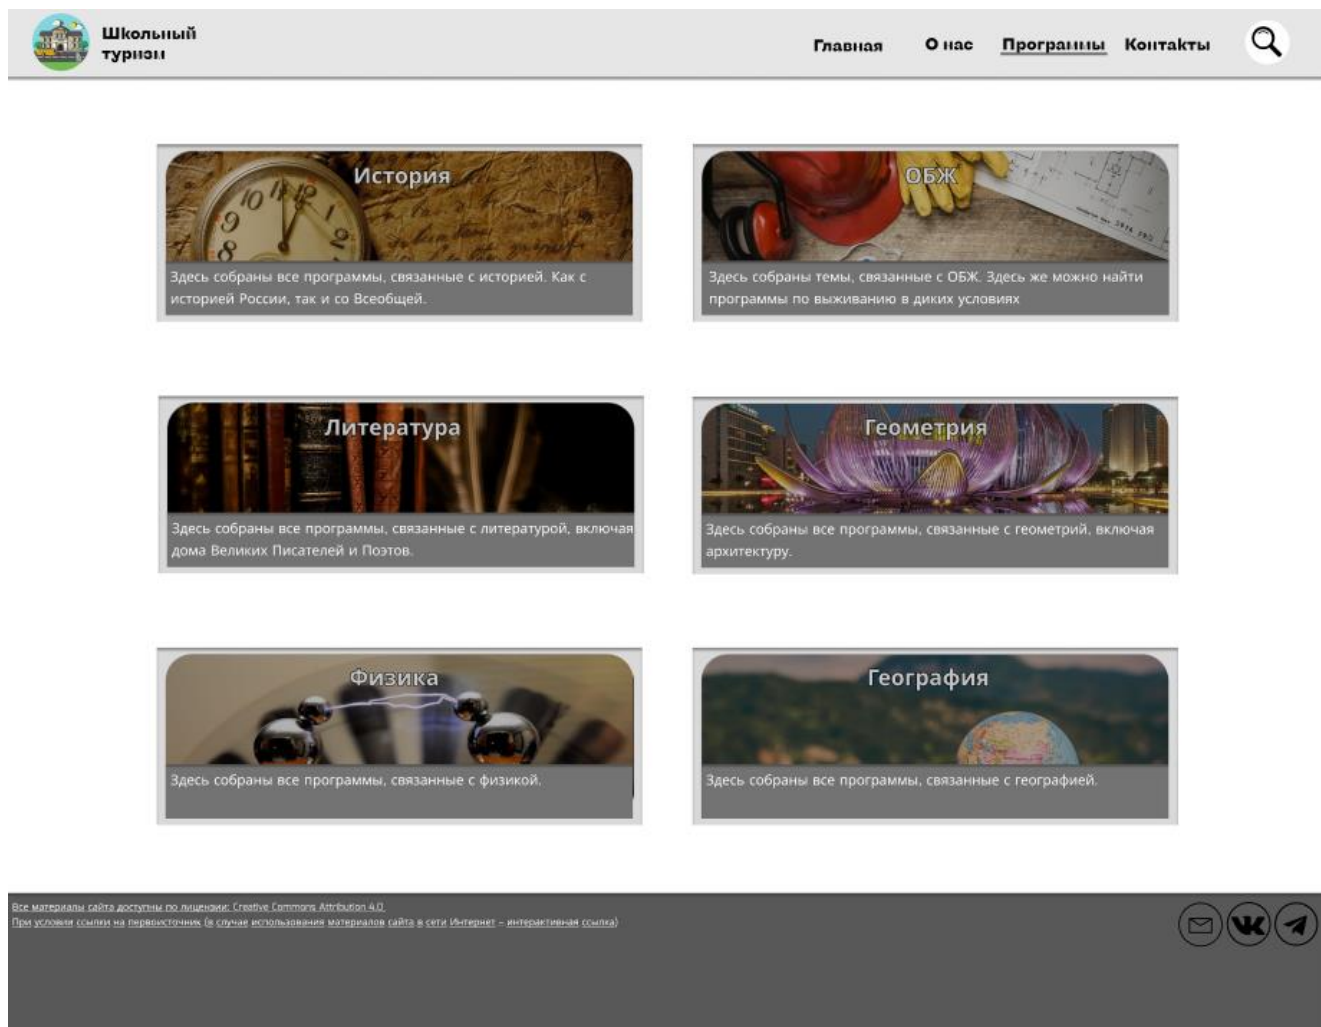 Школьный
туризм
Главная О нас Программы Контакты
История
Здесь собраны все программы, связанные с историей. Как с
историей России, так и со Всеобщей.
ОБЖ
Здесь собраны темы, связанные с ОБЖ. Здесь же можно найти
программы по выживанию в диких условиях
Литература
Здесь собраны все программы, связанные с литературой, включая
дома Великих Писателей и Поэтов.
Геометрия
Здесь собраны все программы, связанные с геометрий, включая
архитектуру.
Физика
Здесь собраны все программы, связанные с физикой.
География
Здесь собраны все программы, связанные с географией.
Все материалы сайта доступны по лицензии: Creative Commons Attribution 4.0
При условии ссылки на первоисточник (в случае использования материалов сайта в сети Интернет – интерактивная ссылка)